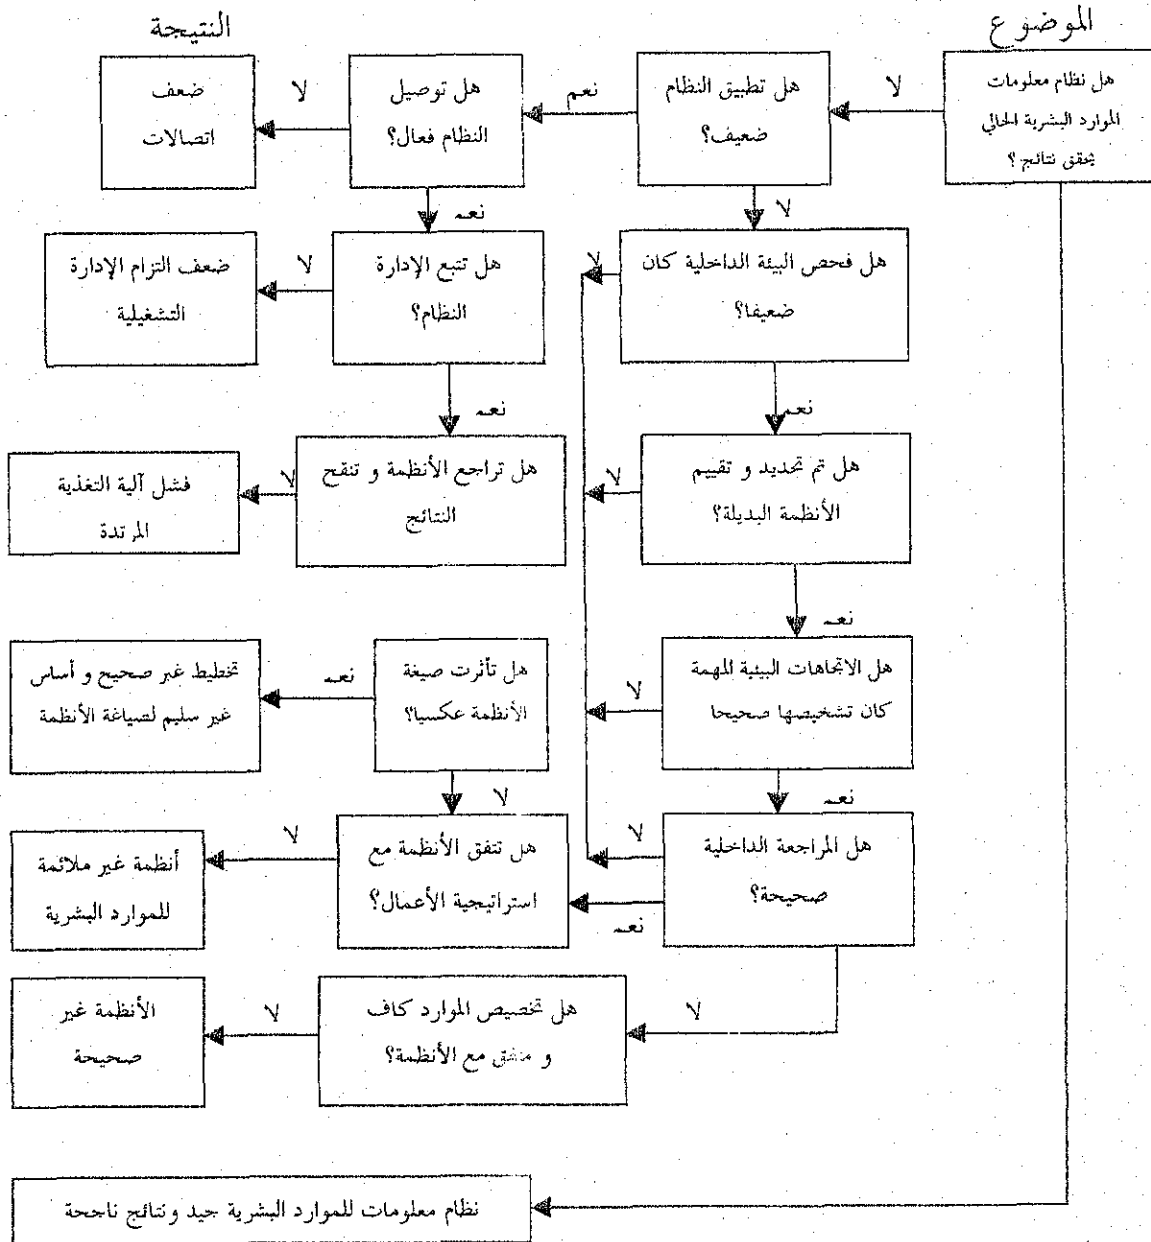 الموضوع
النتيجة
هل نظام معلومات
الموارد البشرية الحالي
يحقق نتائج؟
لا
هل تطبيق النظام
ضعيف؟
نعم
هل توصيل
النظام فعال؟
لا
ضعف
اتصالات
لا
نعم
هل فحص البيئة الداخلية كان
ضعيفا؟
لا
هل تتبع الإدارة
النظام؟
لا
ضعف التزام الإدارة
التشغيلية
نعم
نعم
هل تم تحديد و تقييم
الأنظمة البديلة؟
لا
هل تراجع الأنظمة و تنقح
النتائج
لا
فشل آلية التغذية
المرتدة
نعم
هل الاتجاهات البيئية المهمة
كان تشخيصها صحيحا
لا
هل تأثرت صيغة
الأنظمة عكسيا؟
نعم
تخطيط غير صحيح و أساس
غير سليم لصياغة الأنظمة
نعم
لا
هل المراجعة الداخلية
صحيحة؟
لا
نعم
هل تتفق الأنظمة مع
استراتيجية الأعمال؟
لا
أنظمة غير ملائمة
للموارد البشرية
لا
هل تخصيص الموارد كاف
و متفق مع الأنظمة؟
لا
الأنظمة غير
صحيحة
نظام معلومات للموارد البشرية جيد ونتائج ناجحة